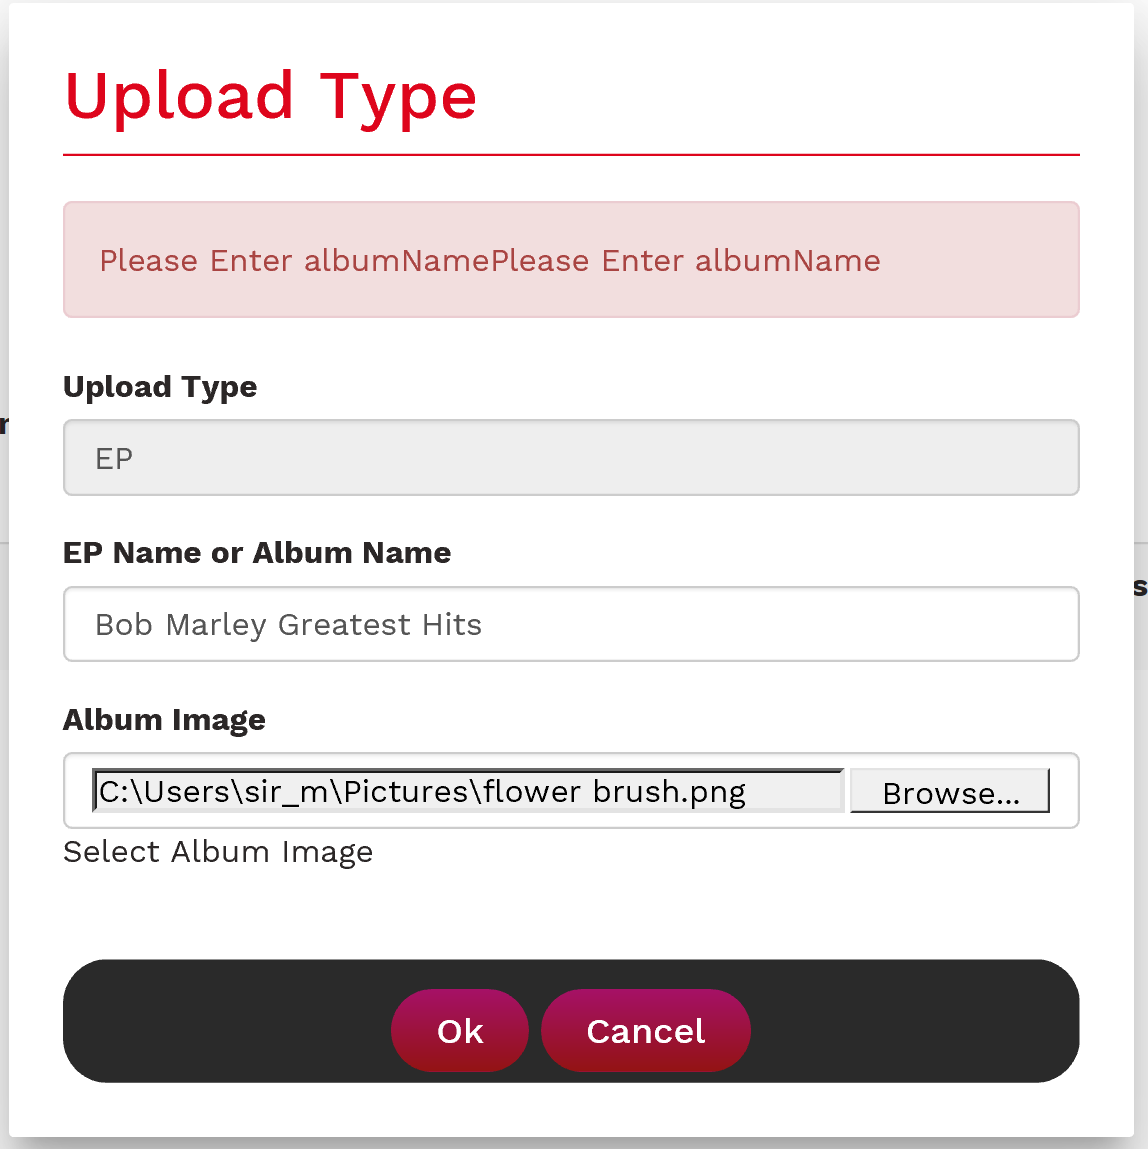 Upload Type
Please Enter albumNamePlease Enter albumName
Upload Type
EP
EP Name or Album Name
Bob Marley Greatest Hits
Album Image
C:\Users\sir_m\Pictures\flower brush.png Browse...
Select Album Image
Ok Cancel